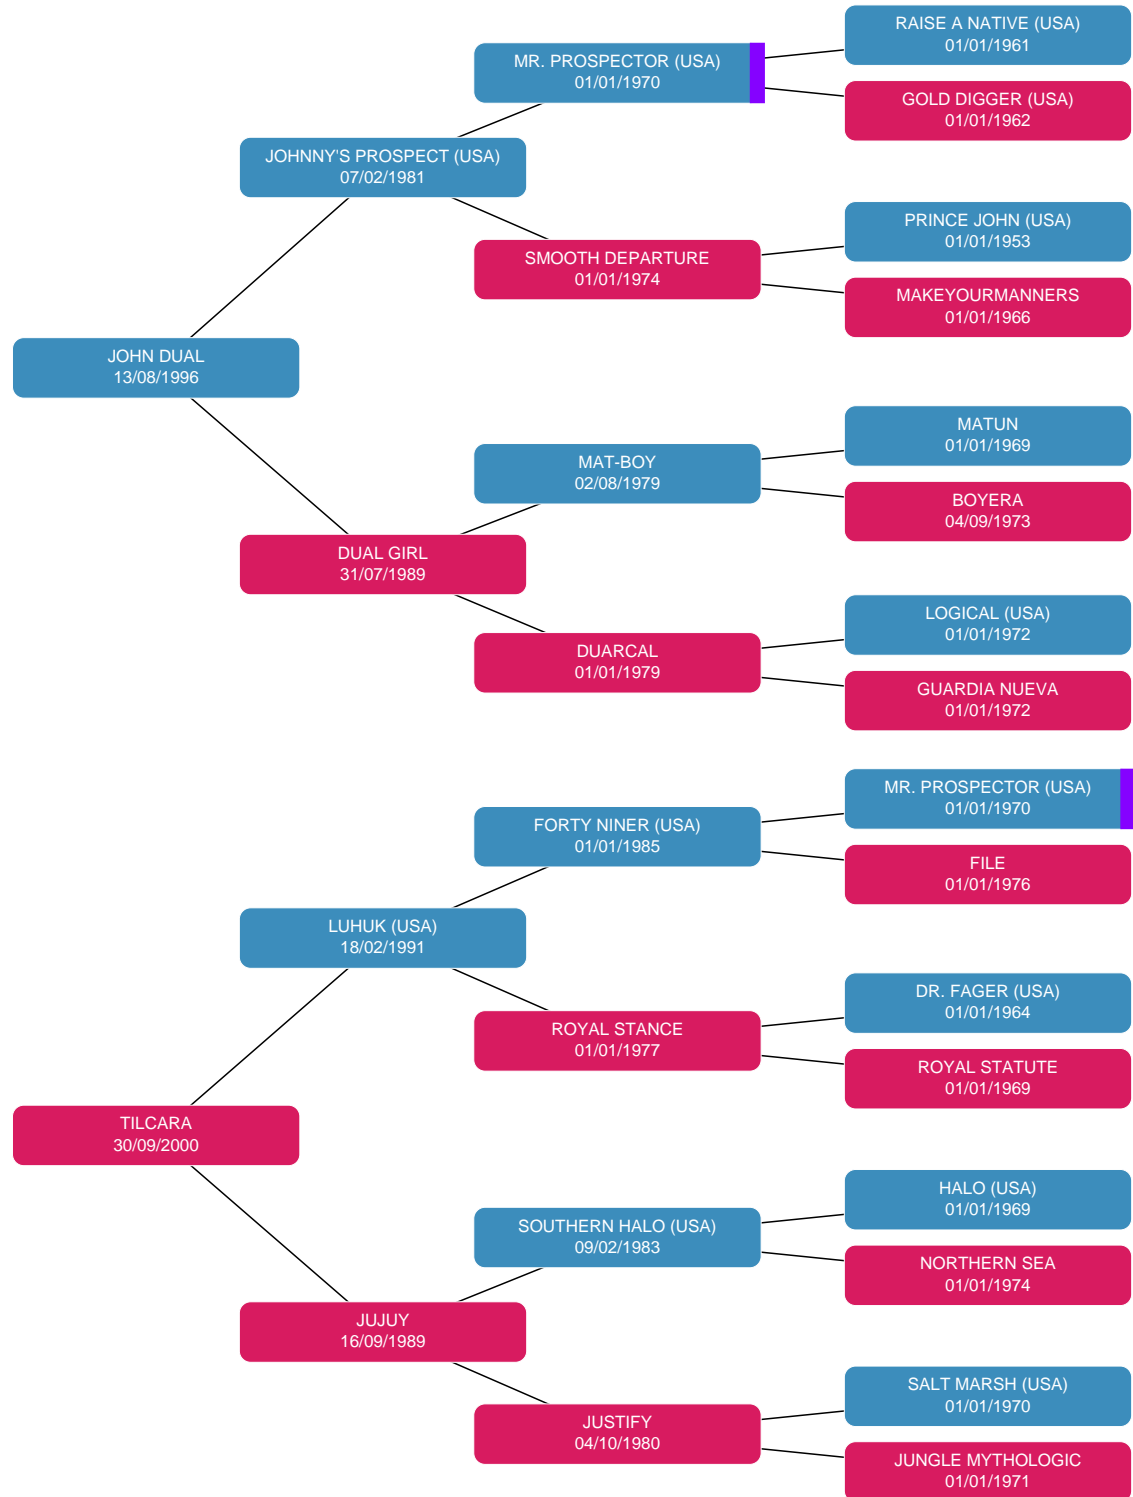 RAISE A NATIVE (USA)
01/01/1961
MR. PROSPECTOR (USA)
01/01/1970
GOLD DIGGER (USA)
01/01/1962
JOHNNY'S PROSPECT (USA)
07/02/1981
PRINCE JOHN (USA)
01/01/1953
SMOOTH DEPARTURE
01/01/1974
MAKEYOURMANNERS
01/01/1966
JOHN DUAL
13/08/1996
MATUN
01/01/1969
MAT-BOY
02/08/1979
BOYERA
04/09/1973
DUAL GIRL
31/07/1989
LOGICAL (USA)
01/01/1972
DUARCAL
01/01/1979
GUARDIA NUEVA
01/01/1972
MR. PROSPECTOR (USA)
01/01/1970
FORTY NINER (USA)
01/01/1985
FILE
01/01/1976
LUHUK (USA)
18/02/1991
DR. FAGER (USA)
01/01/1964
ROYAL STANCE
01/01/1977
ROYAL STATUTE
01/01/1969
TILCARA
30/09/2000
HALO (USA)
01/01/1969
SOUTHERN HALO (USA)
09/02/1983
NORTHERN SEA
01/01/1974
JUJUY
16/09/1989
SALT MARSH (USA)
01/01/1970
JUSTIFY
04/10/1980
JUNGLE MYTHOLOGIC
01/01/1971